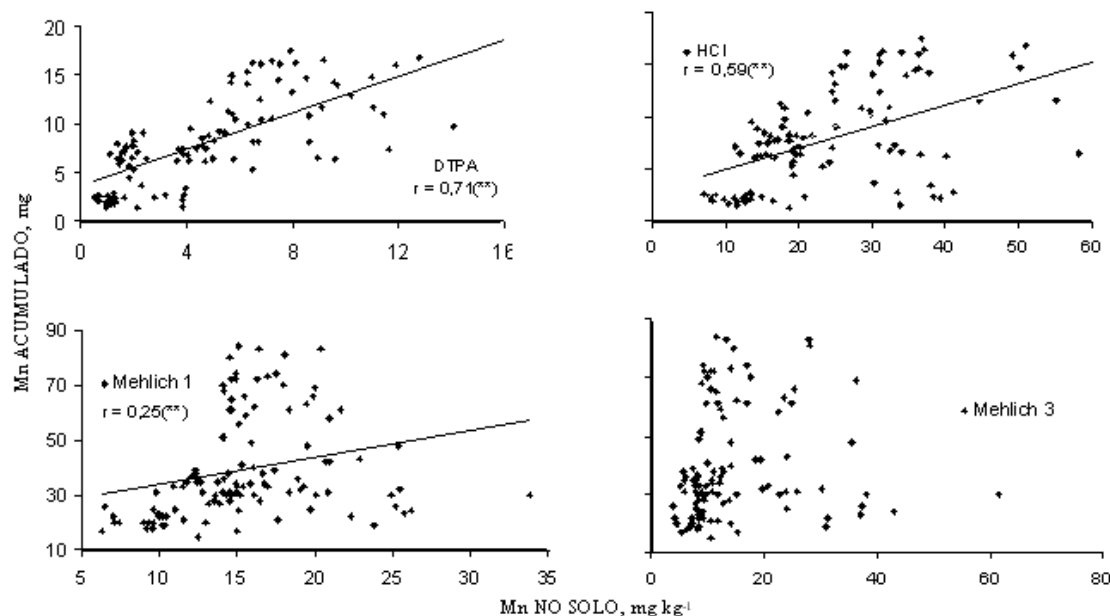 20
15
10
5
0
DTPA
r = 0,71(**)
0 4 8 12 16
HCl
r = 0,59(**)
0 10 20 30 40 50 60
Mn ACUMULADO, mg
90
70
50
30
10
Mehlich 1
r = 0,25(**)
5 10 15 20 25 30 35
Mehlich 3
0 20 40 60 80
Mn NO SOLO, mg kg-1